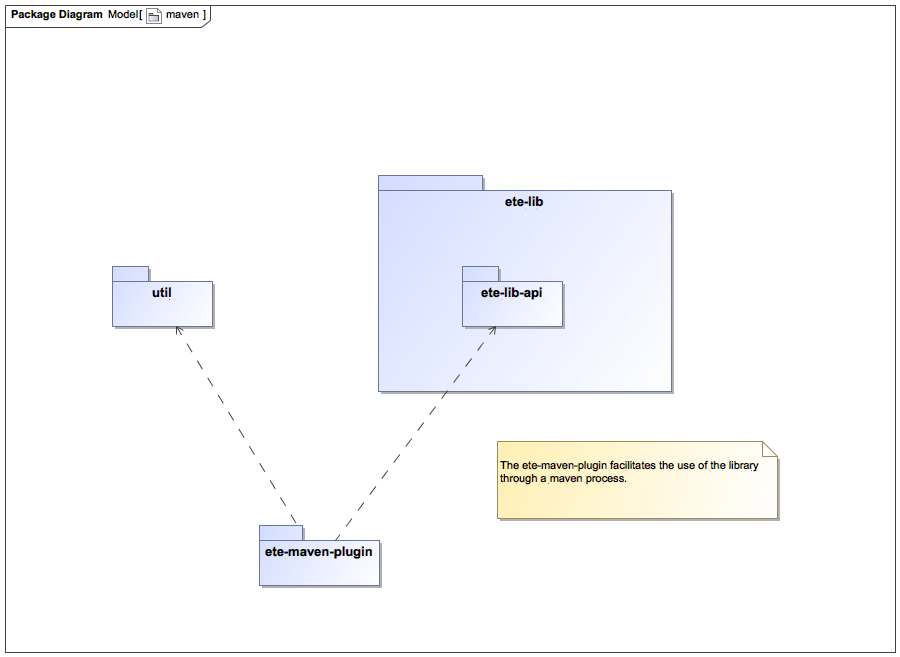 Package Diagram Model[ maven ]
ete-lib
util
ete-lib-api
The ete-maven-plugin facilitates the use of the library
through a maven process.
ete-maven-plugin